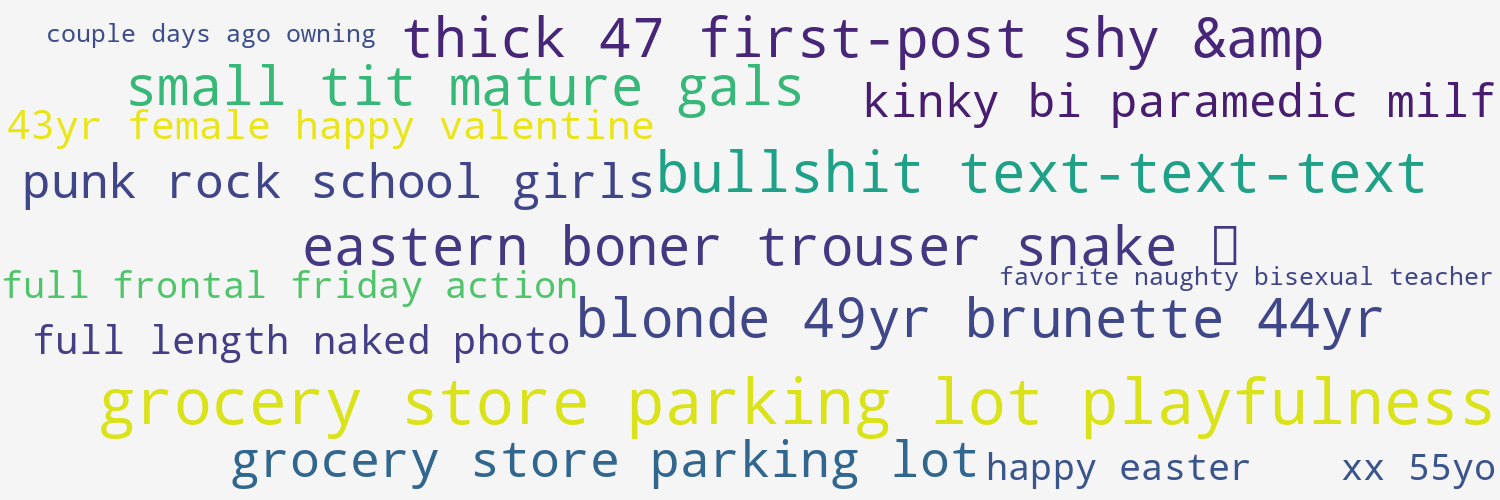 couple days ago owning
thick 47 first-post shy &amp
small tit mature gals
kinky bi paramedic milf
43yr female happy valentine
punk rock school girls
bullshit text-text-text
eastern boner trouser snake
full frontal friday action
favorite naughty bisexual teacher
blonde 49yr brunette 44yr
full length naked photo
grocery store parking lot playfulness
grocery store parking lot
happy easter
xx 55yo